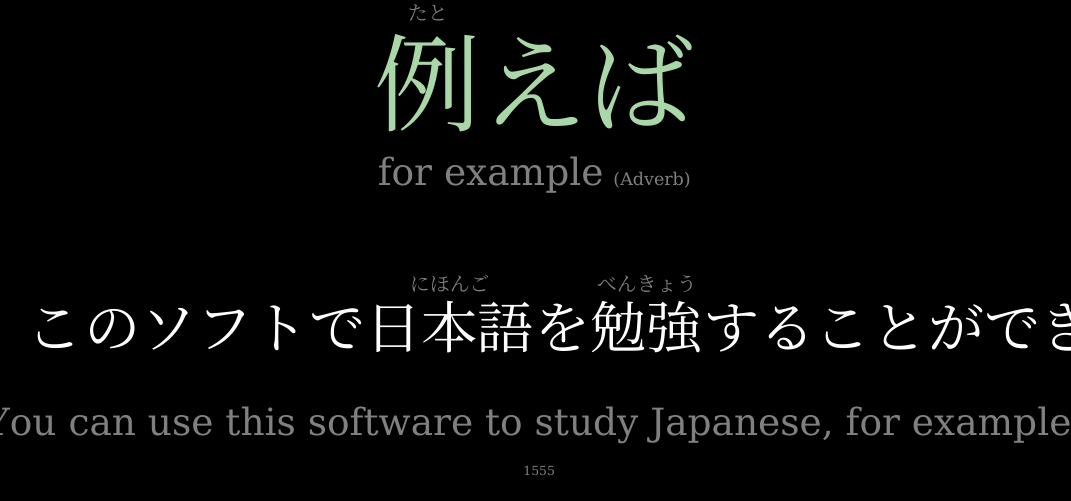 たと
例えば
for example (Adverb)
にほんご べんきょう
このソフトで日本語を勉強することができ
You can use this software to study Japanese, for example
1555